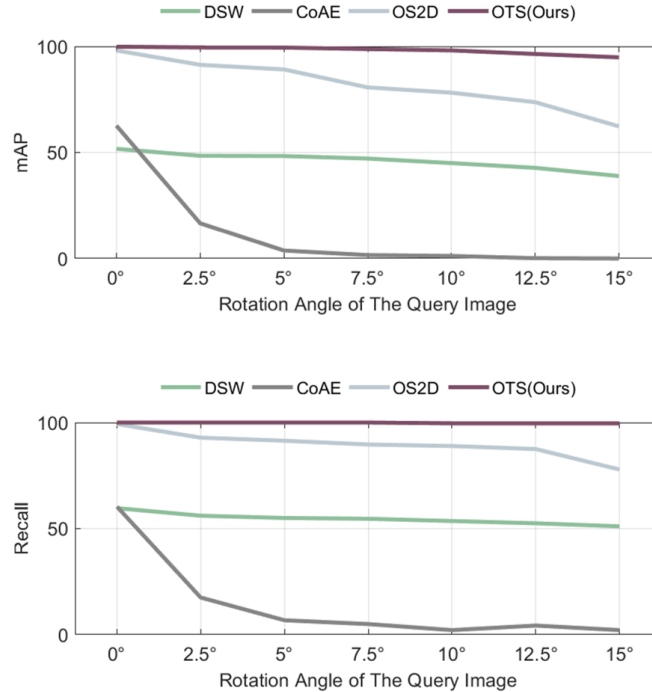 DSW CoAE OS2D OTS(Ours)
100
50
0
mAP
0° 2.5° 5° 7.5° 10° 12.5° 15°
Rotation Angle of The Query Image
DSW CoAE OS2D OTS(Ours)
100
50
0
Recall
0° 2.5° 5° 7.5° 10° 12.5° 15°
Rotation Angle of The Query Image